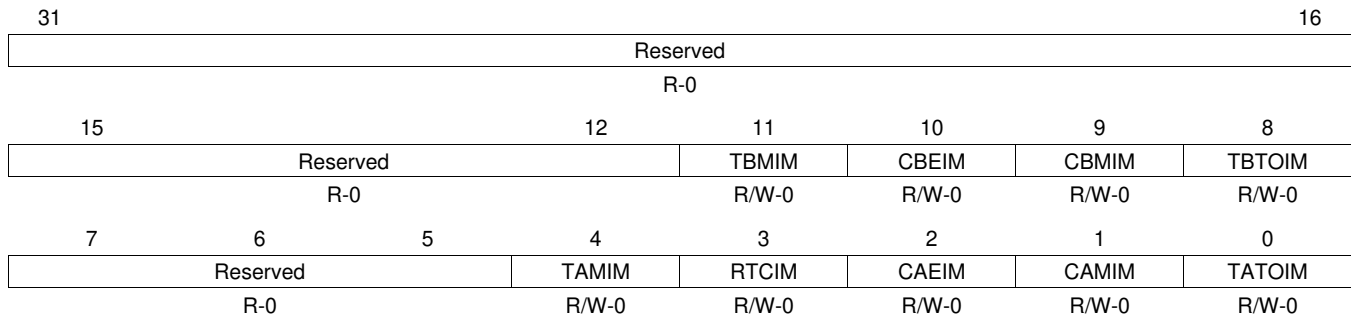 31 16
Reserved
R-0
15 12 11 10 9 8
Reserved TBMIM CBEIM CBMIM TBTOIM
R-0 R/W-0 R/W-0 R/W-0 R/W-0
7 6 5 4 3 2 1 0
Reserved TAMIM RTCIM CAEIM CAMIM TATOIM
R-0 R/W-0 R/W-0 R/W-0 R/W-0 R/W-0